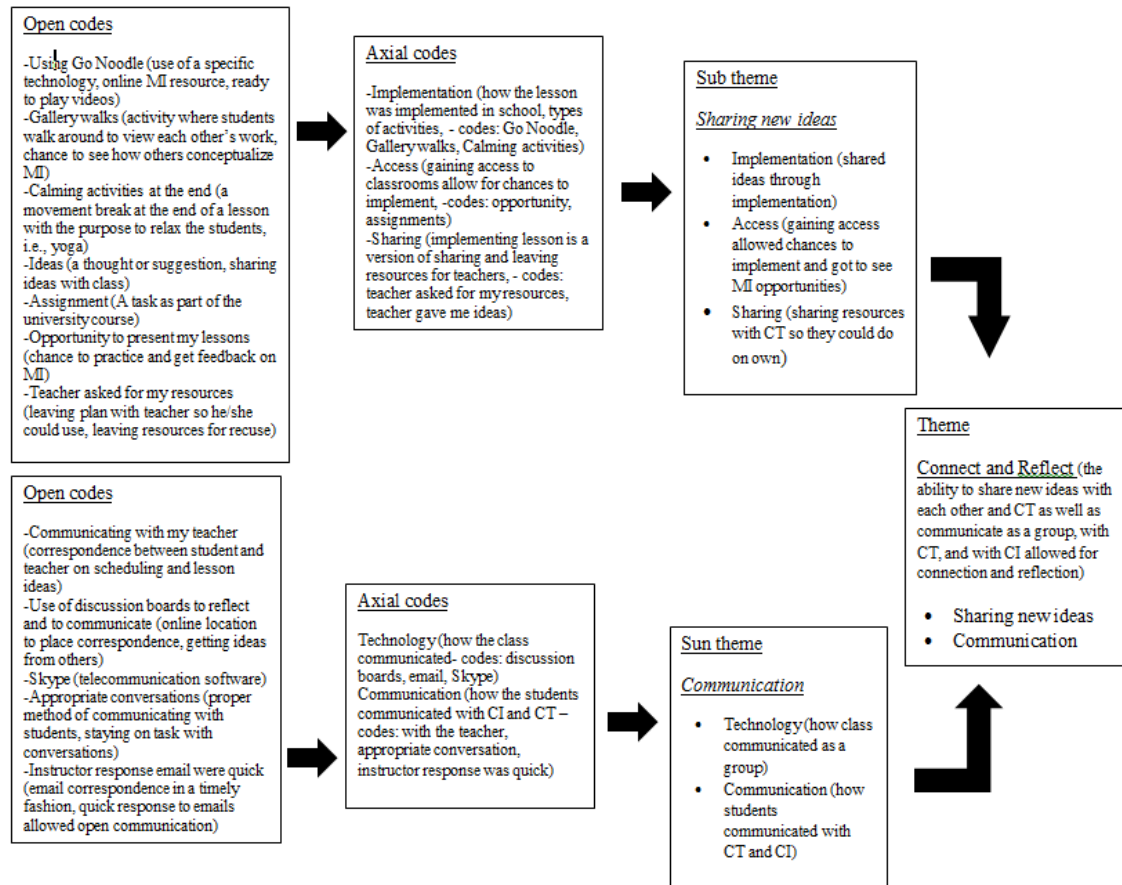 Open codes
-Using Go Noodle (use of a specific
technology, online MI resource, ready
to play videos)
-Gallery walks (activity where students
walk around to view each other's work,
chance to see how others conceptualize
MI)
-Calming activities at the end (a
movement break at the end of a lesson
with the purpose to relax the students,
i.e., yoga)
-Ideas (a thought or suggestion, sharing
ideas with class)
-Assignment (A task as part of the
university course)
-Opportunity to present my lessons
(chance to practice and get feedback on
MI)
-Teacher asked for my resources
(leaving plan with teacher so he/she
could use, leaving resources for recuse)
Axial codes
-Implementation (how the lesson
was implemented in school, types
of activities, - codes: Go Noodle,
Gallery walks, Calming activities)
-Access (gaining access to
classrooms allow for chances to
implement, -codes: opportunity,
assignments)
-Sharing (implementing lesson is a
version of sharing and leaving
resources for teachers, - codes:
teacher asked for my resources,
teacher gave me ideas)
Sub theme
Sharing new ideas
• Implementation (shared
ideas through
implementation)
• Access (gaining access
allowed chances to
implement and got to see
MI opportunities)
• Sharing (sharing resources
with CT so they could do
on own)
Open codes
-Communicating with my teacher
(correspondence between student and
teacher on scheduling and lesson
ideas)
-Use of discussion boards to reflect
and to communicate (online location
to place correspondence, getting ideas
from others)
-Skype (telecommunication software)
-Appropriate conversations (proper
method of communicating with
students, staying on task with
conversations)
-Instructor response email were quick
(email correspondence in a timely
fashion, quick response to emails
allowed open communication)
Axial codes
Technology (how the class
communicated- codes: discussion
boards, email, Skype)
Communication (how the students
communicated with CI and CT –
codes: with the teacher,
appropriate conversation,
instructor response was quick)
Sun theme
Communication
• Technology (how class
communicated as a
group)
• Communication (how
students
communicated with
CT and CI)
Theme
Connect and Reflect (the
ability to share new ideas with
each other and CT as well as
communicate as a group, with
CT, and with CI allowed for
connection and reflection)
• Sharing new ideas
• Communication